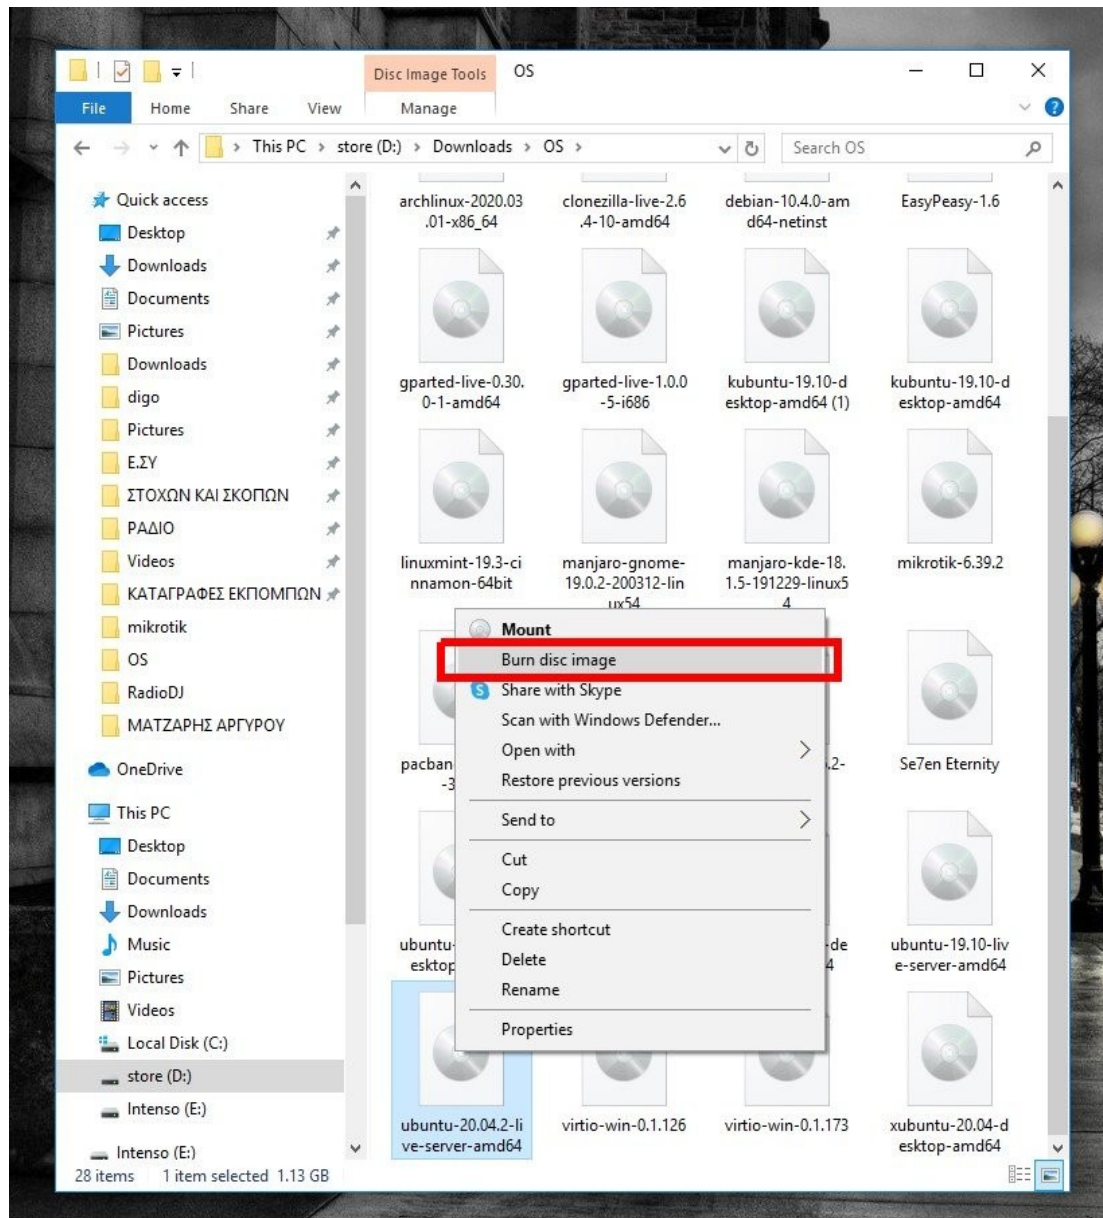 Disc Image Tools
OS
File
Home
Share
View
Manage
This PC
store (D:)
Downloads
OS
Search OS
Quick access
Desktop
Downloads
Documents
Pictures
Downloads
digo
Pictures
Ε.ΣΥ
ΣΤΟΧΩΝ ΚΑΙ ΣΚΟΠΩΝ
ΡΑΔΙΟ
Videos
ΚΑΤΑΓΡΑΦΕΣ ΕΚΠΟΜΠΩΝ
mikrotik
OS
RadioDJ
ΜΑΤΖΑΡΗΣ ΑΡΓΥΡΟΥ
OneDrive
This PC
Desktop
Documents
Downloads
Music
Pictures
Videos
Local Disk (C:)
store (D:)
Intenso (E:)
Intenso (E:)
archlinux-2020.03
.01-x86_64
clonezilla-live-2.6
.4-10-amd64
debian-10.4.0-am
d64-netinst
EasyPeasy-1.6
gparted-live-0.30.
0-1-amd64
gparted-live-1.0.0
-5-i686
kubuntu-19.10-d
esktop-amd64 (1)
kubuntu-19.10-d
esktop-amd64
linuxmint-19.3-ci
nnamon-64bit
manjaro-gnome-
19.0.2-200312-lin
ux54
manjaro-kde-18.
1.5-191229-linux5
4
mikrotik-6.39.2
Mount
Burn disc image
Share with Skype
Scan with Windows Defender...
Open with
Restore previous versions
Send to
Cut
Copy
Create shortcut
Delete
Rename
Properties
pacban
-3
.2-
Se7en Eternity
ubuntu-
esktop
-de
4
ubuntu-19.10-liv
e-server-amd64
ubuntu-20.04.2-li
ve-server-amd64
virtio-win-0.1.126
virtio-win-0.1.173
xubuntu-20.04-d
esktop-amd64
28 items
1 item selected 1.13 GB